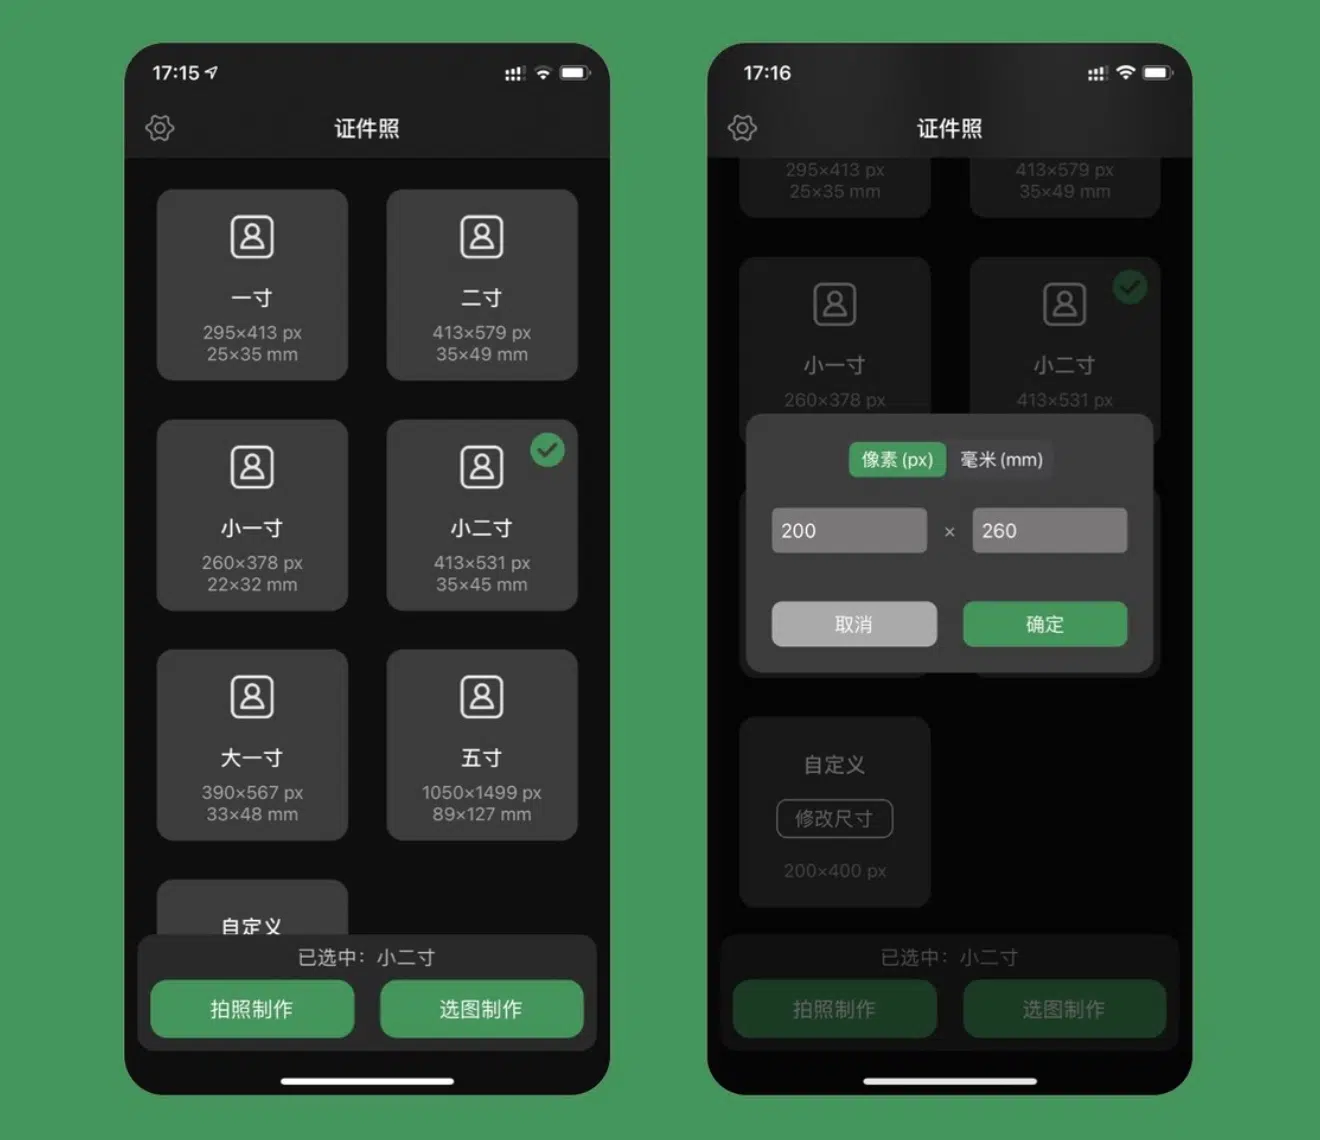 17:15
证件照
一寸
295×413 px
25×35 mm
二寸
413×579 px
35×49 mm
小一寸
260×378 px
22×32 mm
小二寸
413×531 px
35×45 mm
大一寸
390×567 px
33×48 mm
五寸
1050×1499 px
89×127 mm
自定义
已选中：小二寸
拍照制作
选图制作
17:16
证件照
295×413 px
25×35 mm
413×579 px
35×49 mm
小一寸
260×378 px
小二寸
413×531 px
像素 (px)
毫米 (mm)
200
×
260
取消
确定
自定义
修改尺寸
200×400 px
已选中：小二寸
拍照制作
选图制作